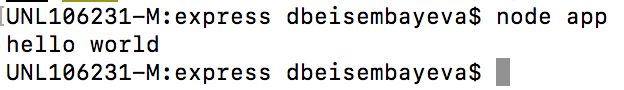 UNL106231-M:express dbeisembayeva$ node app
hello world
UNL106231-M:express dbeisembayeva$